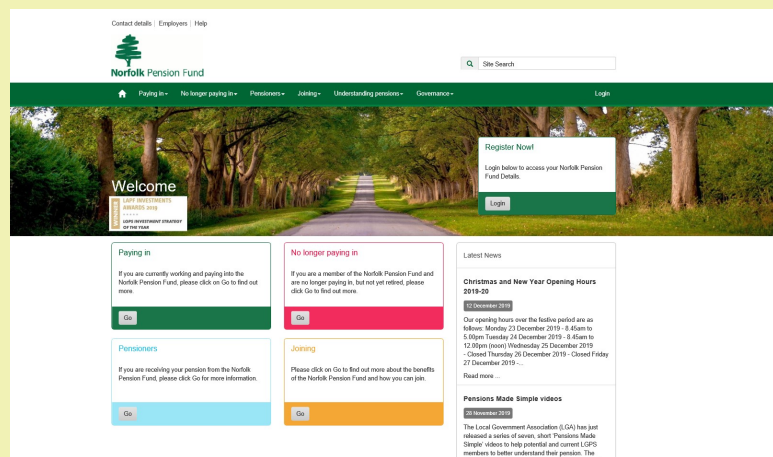 Contact details | Employers | Help
Norfolk Pension Fund
Site Search
Paying in No longer paying in Pensioners Joining Understanding pensions Governance Login
Welcome
WINNER
LAPF INVESTMENTS
AWARDS 2019
LGPS INVESTMENT STRATEGY
OF THE YEAR
Register Now!
Login below to access your Norfolk Pension
Fund Details.
Login
Paying in
If you are currently working and paying into the
Norfolk Pension Fund, please click on Go to find out
more.
Go
No longer paying in
If you are a member of the Norfolk Pension Fund and
are no longer paying in, but not yet retired, please
click Go to find out more.
Go
Pensioners
If you are receiving your pension from the Norfolk
Pension Fund, please click Go for more information.
Go
Joining
Please click on Go to find out more about the benefits
of the Norfolk Pension Fund and how you can join.
Go
Latest News
Christmas and New Year Opening Hours
2019-20
12 December 2019
Our opening hours over the festive period are as
follows: Monday 23 December 2019 - 8.45am to
5.00pm Tuesday 24 December 2019 - 8.45am to
12.00pm (noon) Wednesday 25 December 2019
- Closed Thursday 26 December 2019 - Closed Friday
27 December 2019 -...
Read more ...
Pensions Made Simple videos
28 November 2019
The Local Government Association (LGA) has just
released a series of seven, short 'Pensions Made
Simple' videos to help potential and current LGPS
members to better understand their pension. The